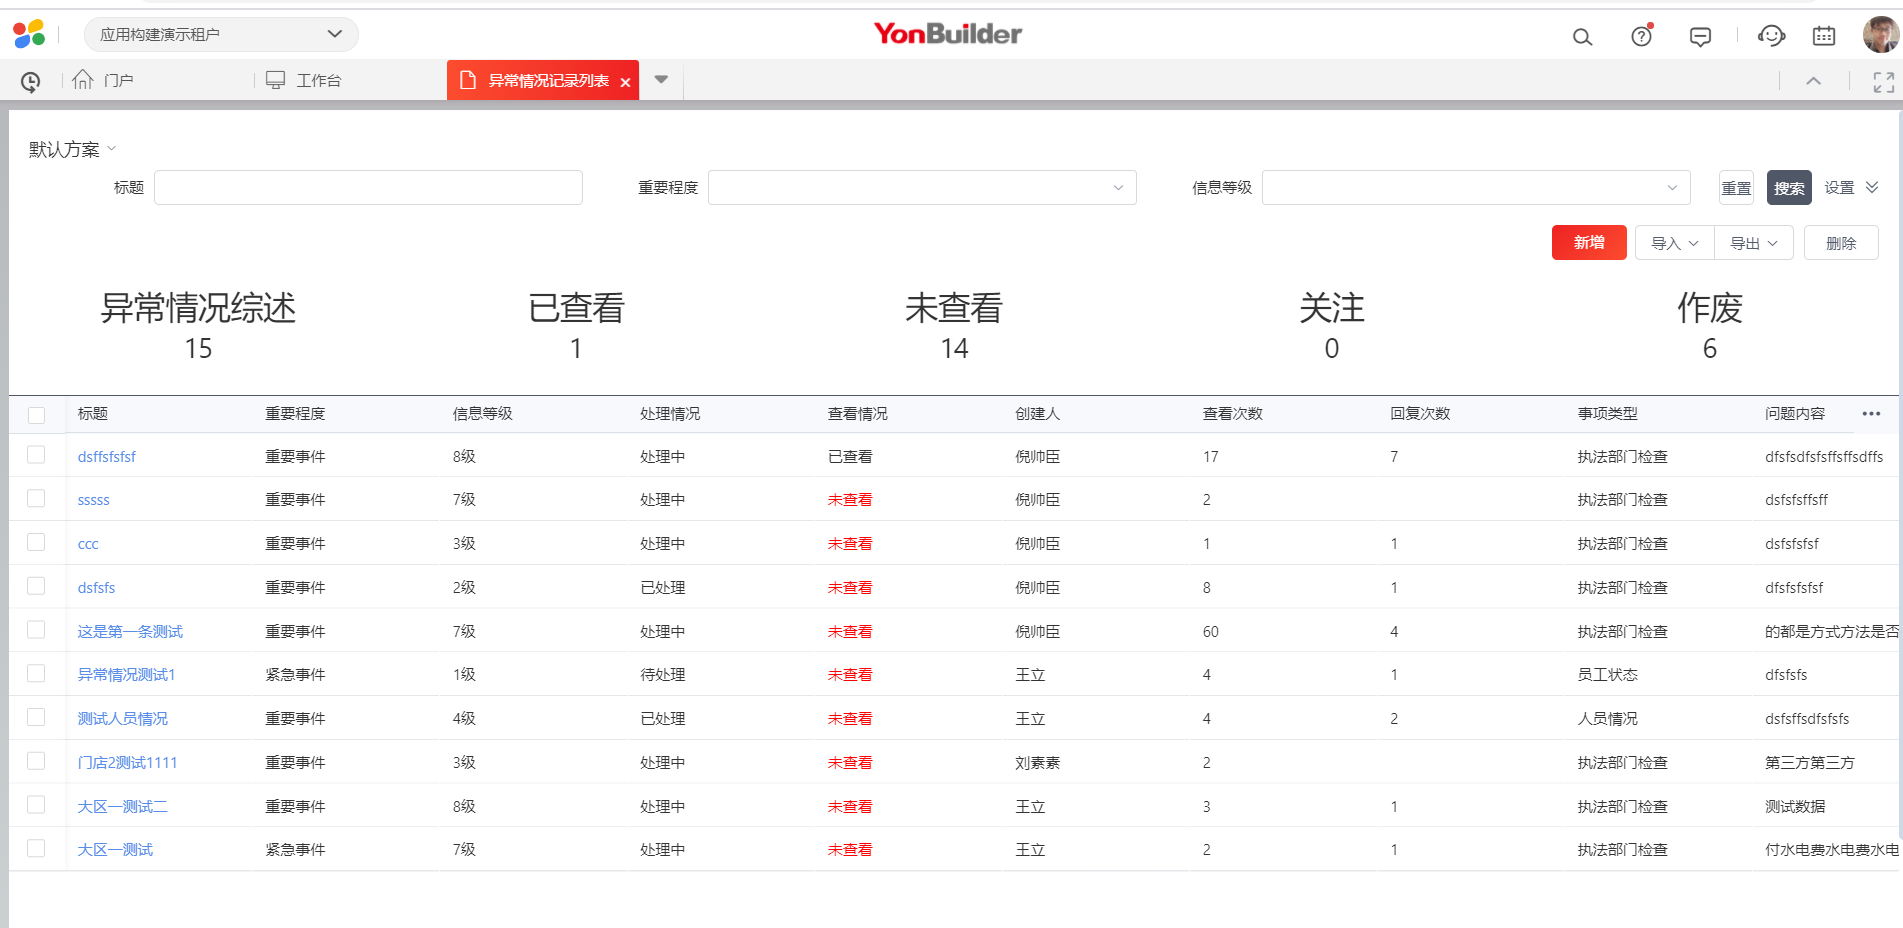 应用构建演示租户
YonBuilder
门户 工作台 异常情况记录列表
默认方案
标题 重要程度 信息等级 重置 搜索 设置
新增 导入 导出 删除
异常情况综述 已查看 未查看 关注 作废
15 1 14 0 6
标题 重要程度 信息等级 处理情况 查看情况 创建人 查看次数 回复次数 事项类型 问题内容
dsffsfsfsf 重要事件 8级 处理中 已查看 倪帅臣 17 7 执法部门检查 dfsfsdfsfsffsffsdffs
sssss 重要事件 7级 处理中 未查看 倪帅臣 2 执法部门检查 dsfsfsffsff
ccc 重要事件 3级 处理中 未查看 倪帅臣 1 1 执法部门检查 dsfsfsfsf
dsfsfs 重要事件 2级 已处理 未查看 倪帅臣 8 1 执法部门检查 dfsfsfsfsf
这是第一条测试 重要事件 7级 处理中 未查看 倪帅臣 60 4 执法部门检查 的都是方式方法是否
异常情况测试1 紧急事件 1级 待处理 未查看 王立 4 1 员工状态 dfsfsfs
测试人员情况 重要事件 4级 已处理 未查看 王立 4 2 人员情况 dsfsffsdfsfsfs
门店2测试1111 重要事件 3级 处理中 未查看 刘素素 2 执法部门检查 第三方第三方
大区一测试二 重要事件 8级 处理中 未查看 王立 3 1 执法部门检查 测试数据
大区一测试 紧急事件 7级 处理中 未查看 王立 2 1 执法部门检查 付水电费水电费水电